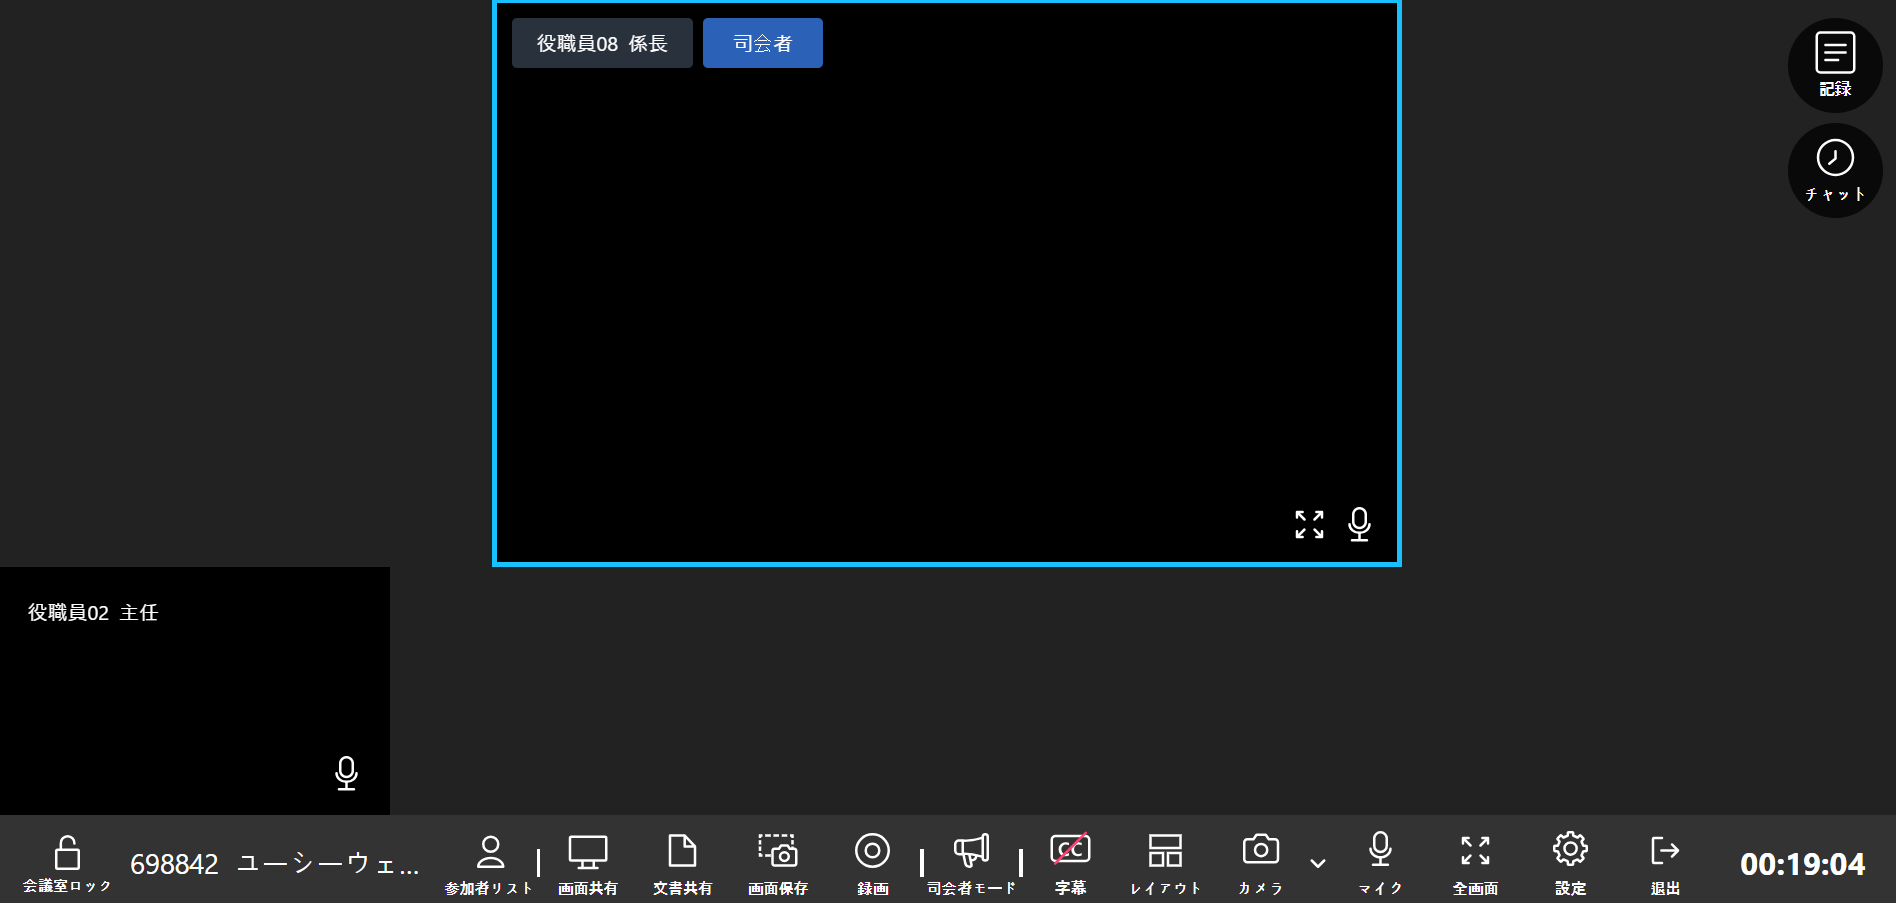 役職員08 係長
司会者
記録
チャット
役職員02 主任
会議室ロック
698842 ユーシーウェ...
参加者リスト
画面共有
文書共有
画面保存
録画
司会者モード
CC
字幕
レイアウト
カメラ
マイク
全画面
設定
退出
00:19:04